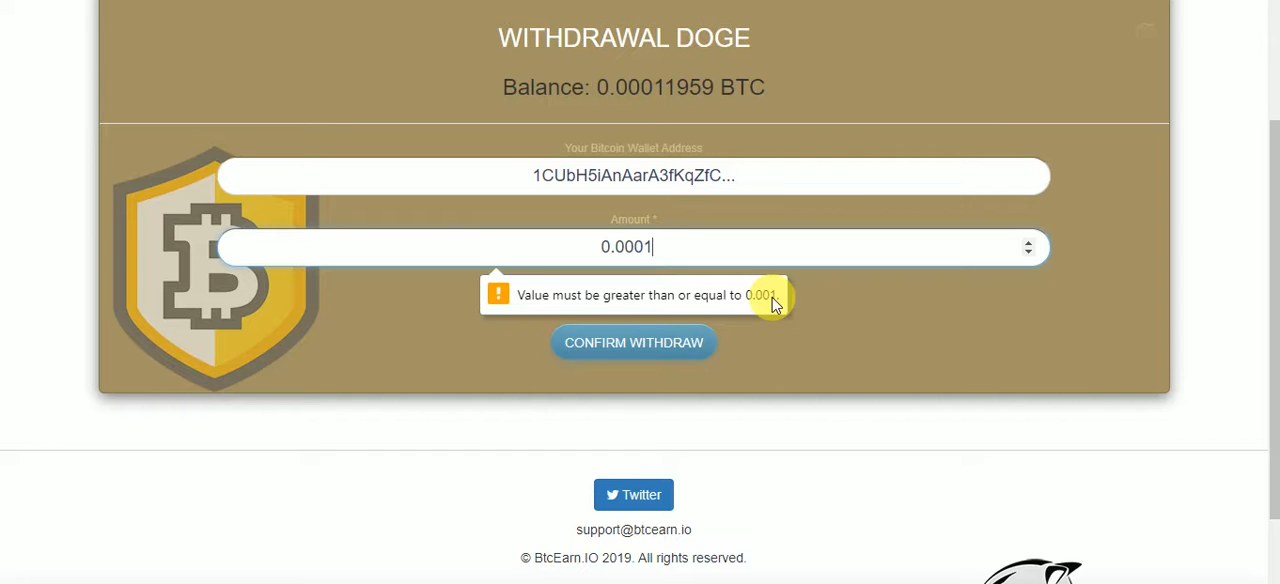 WITHDRAWAL DOGE
Balance: 0.00011959 BTC
Your Bitcoin Wallet Address
1CUbH5iAnAarA3fKqZfC...
Amount *
0.0001
Value must be greater than or equal to 0.001.
CONFIRM WITHDRAW
Twitter
support@btcearn.io
© BtcEarn.IO 2019. All rights reserved.